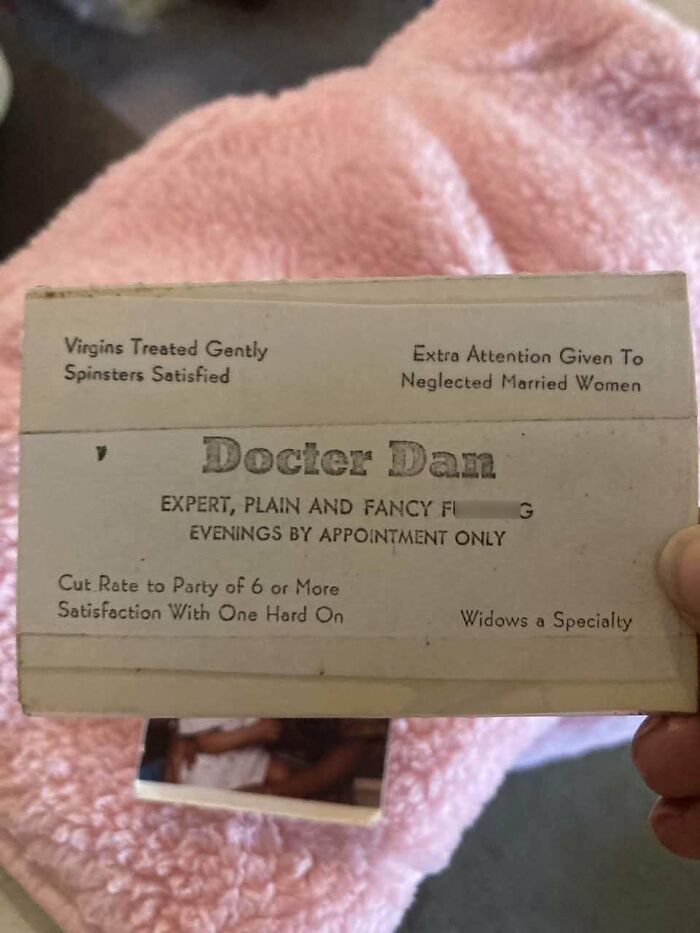 Virgins Treated Gently
Spinsters Satisfied
Extra Attention Given To
Neglected Married Women
Docter Dan
EXPERT, PLAIN AND FANCY
EVENINGS BY APPOINTMENT ONLY
Cut Rate to Party of 6 or More
Satisfaction With One Hard On
Widows a Specialty